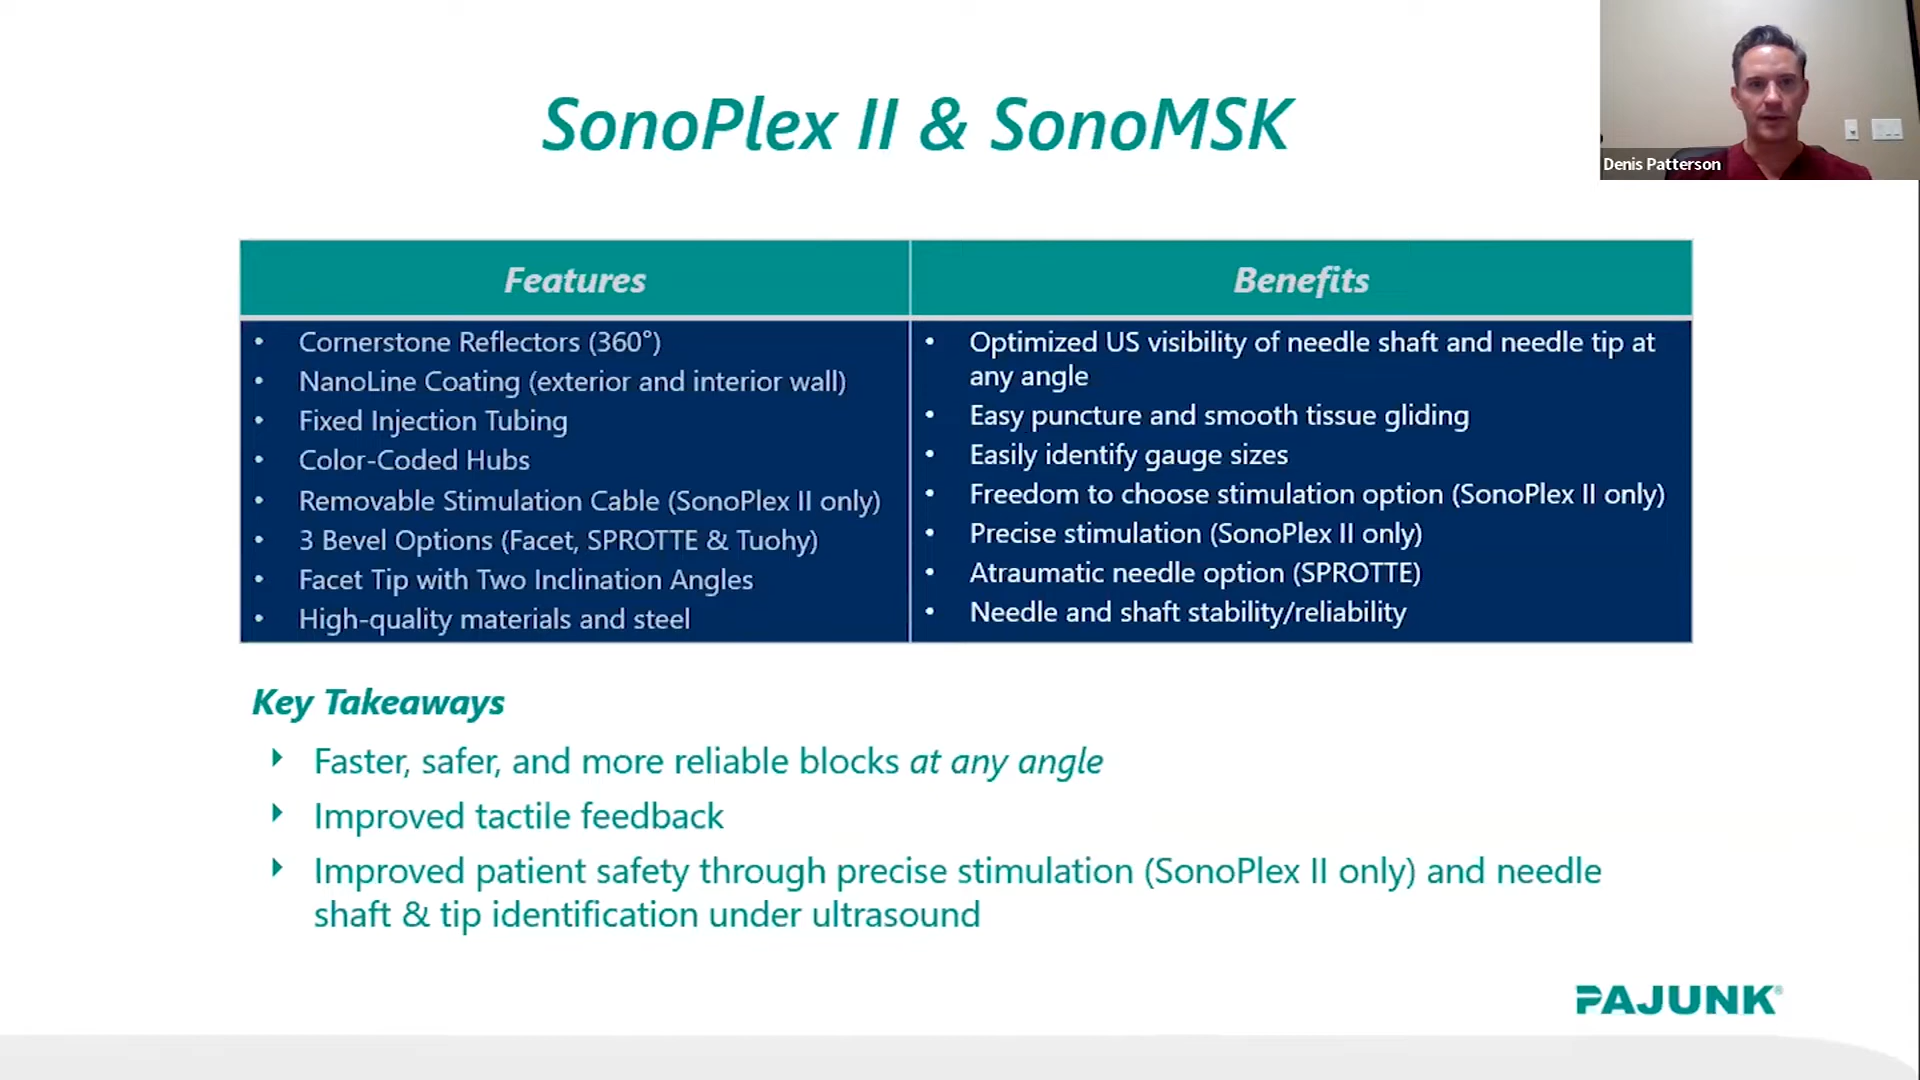 SonoPlex II & SonoMSK
Denis Patterson
Features
Benefits
• Cornerstone Reflectors (360°)
• NanoLine Coating (exterior and interior wall)
• Fixed Injection Tubing
• Color-Coded Hubs
• Removable Stimulation Cable (SonoPlex II only)
• 3 Bevel Options (Facet, SPROTTE & Tuohy)
• Facet Tip with Two Inclination Angles
• High-quality materials and steel
• Optimized US visibility of needle shaft and needle tip at
any angle
• Easy puncture and smooth tissue gliding
• Easily identify gauge sizes
• Freedom to choose stimulation option (SonoPlex II only)
• Precise stimulation (SonoPlex II only)
• Atraumatic needle option (SPROTTE)
• Needle and shaft stability/reliability
Key Takeaways
Faster, safer, and more reliable blocks at any angle
Improved tactile feedback
Improved patient safety through precise stimulation (SonoPlex II only) and needle
shaft & tip identification under ultrasound
PAJUNK®